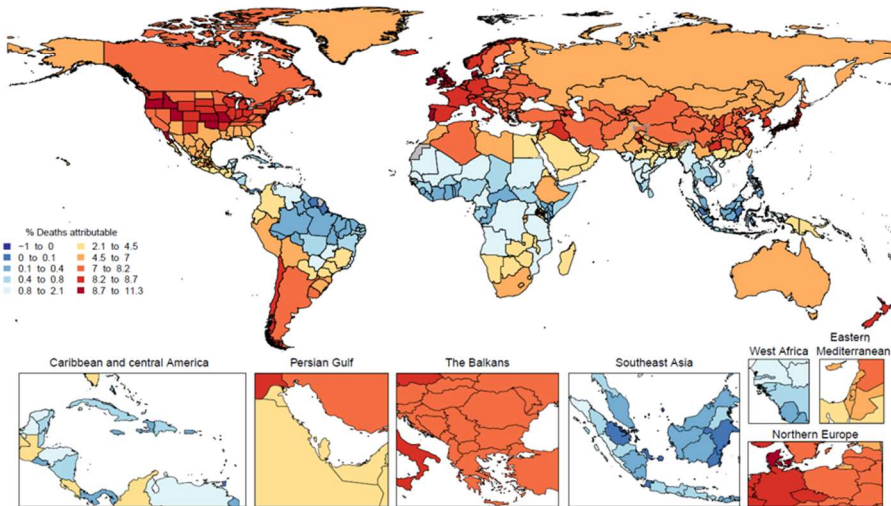 % Deaths attributable
−1 to 0
0 to 0.1
0.1 to 0.4
0.4 to 0.8
0.8 to 2.1
2.1 to 4.5
4.5 to 7
7 to 8.2
8.2 to 8.7
8.7 to 11.3
Caribbean and central America
Persian Gulf
The Balkans
Southeast Asia
West Africa
Eastern
Mediterranean
Northern Europe